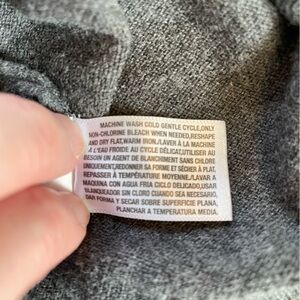 MACHINE WASH COLD GENTLE CYCLE,ONLY
NON-CHLORINE BLEACH WHEN NEEDED,RESHAPE
AND DRY FLAT,WARM IRON/LAVER À LA MACHINE
À L'EAU FROIDE AU CYCLE DÉLICAT,UTILISER AU
BESOIN UN AGENT DE BLANCHIMENT SANS CHLORE
UNIQUEMENT,REDONNER SA FORME ET SÉCHER À PLAT,
REPASSER À TEMPÉRATURE MOYENNE/LAVAR A
MAQUINA CON AGUA FRIA CICLO DELICADO,USAR
BLANQUEADOR SIN CLORO CUANDO SEA NECESARIO,
DAR FORMA Y SECAR SOBRE SUPERFICIE PLANA,
PLANCHAR A TEMPERATURA MEDIA.